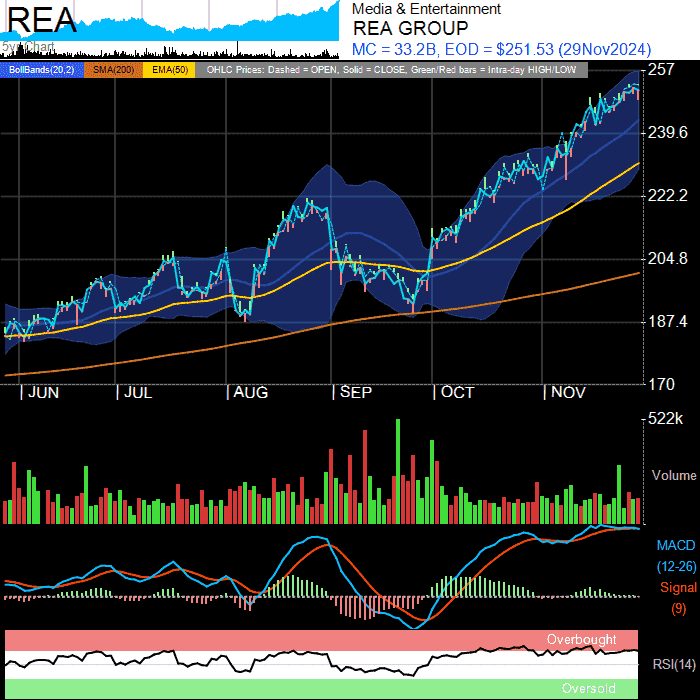 REA
5yr Chart
Media & Entertainment
REA GROUP
MC = 33.2B, EOD = $251.53 (29Nov2024)
BollBands(20,2) SMA(200) EMA(50) OHLC Prices: Dashed = OPEN, Solid = CLOSE, Green/Red bars = Intra-day HIGH/LOW
257
239.6
222.2
204.8
187.4
170
JUN JUL AUG SEP OCT NOV
522k
Volume
MACD
(12-26)
Signal
(9)
Overbought
RSI(14)
Oversold